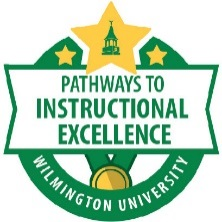 PATHWAYS TO
INSTRUCTIONAL
EXCELLENCE
WILMINGTON UNIVERSITY